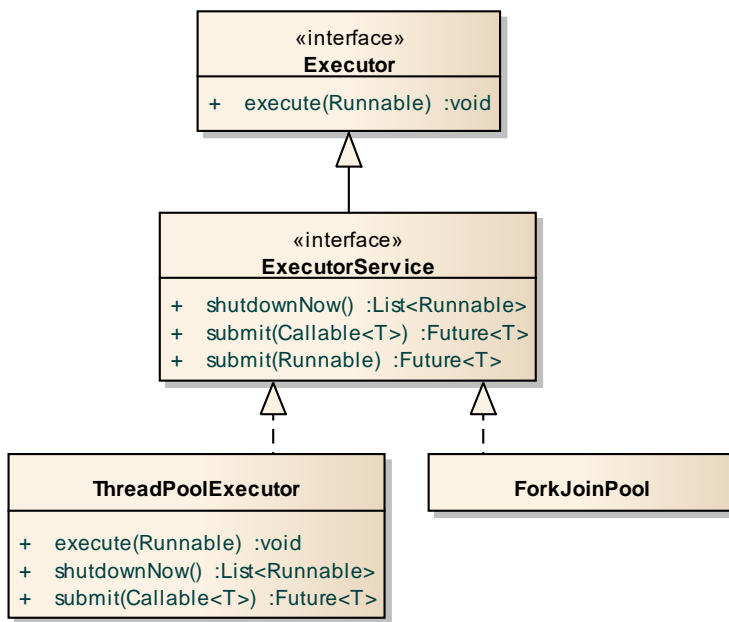 «interface»
Executor
+ execute(Runnable) :void
«interface»
ExecutorService
+ shutdownNow() :List<Runnable>
+ submit(Callable<T>) :Future<T>
+ submit(Runnable) :Future<T>
ThreadPoolExecutor
+ execute(Runnable) :void
+ shutdownNow() :List<Runnable>
+ submit(Callable<T>) :Future<T>
ForkJoinPool